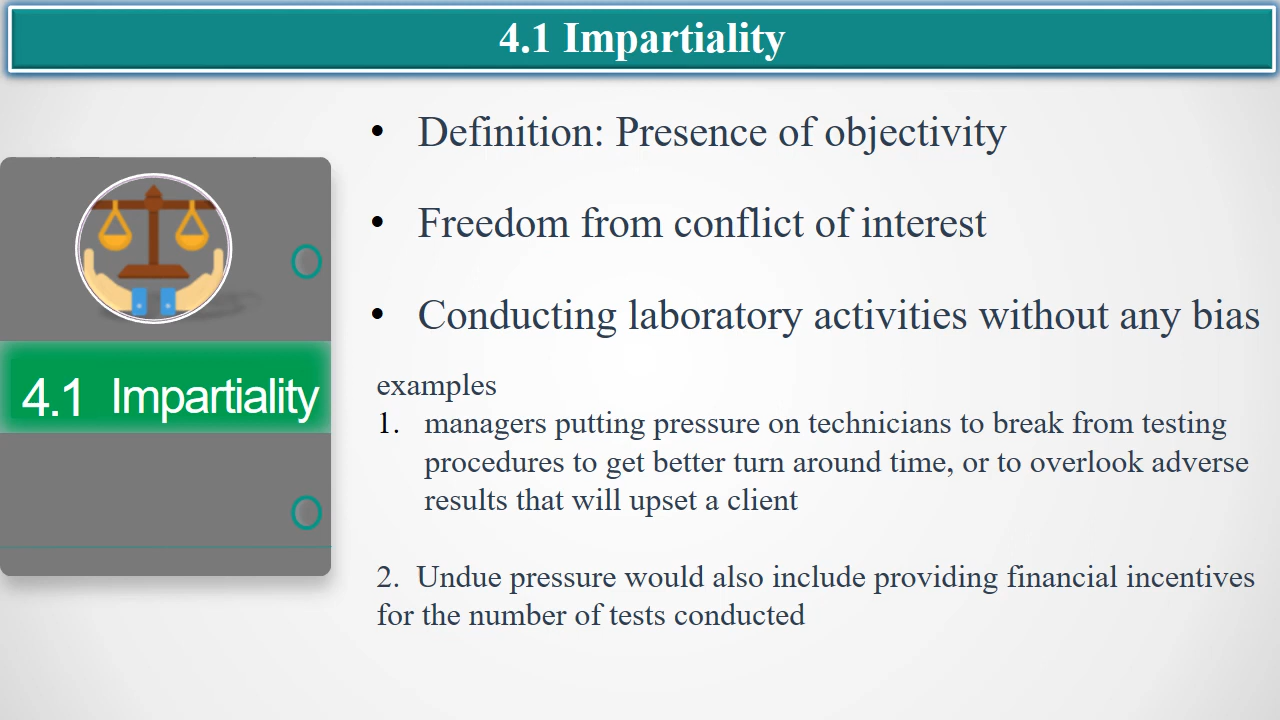 4.1 Impartiality
• Definition: Presence of objectivity
• Freedom from conflict of interest
• Conducting laboratory activities without any bias
4.1 Impartiality
examples
1. managers putting pressure on technicians to break from testing
procedures to get better turn around time, or to overlook adverse
results that will upset a client
2. Undue pressure would also include providing financial incentives
for the number of tests conducted